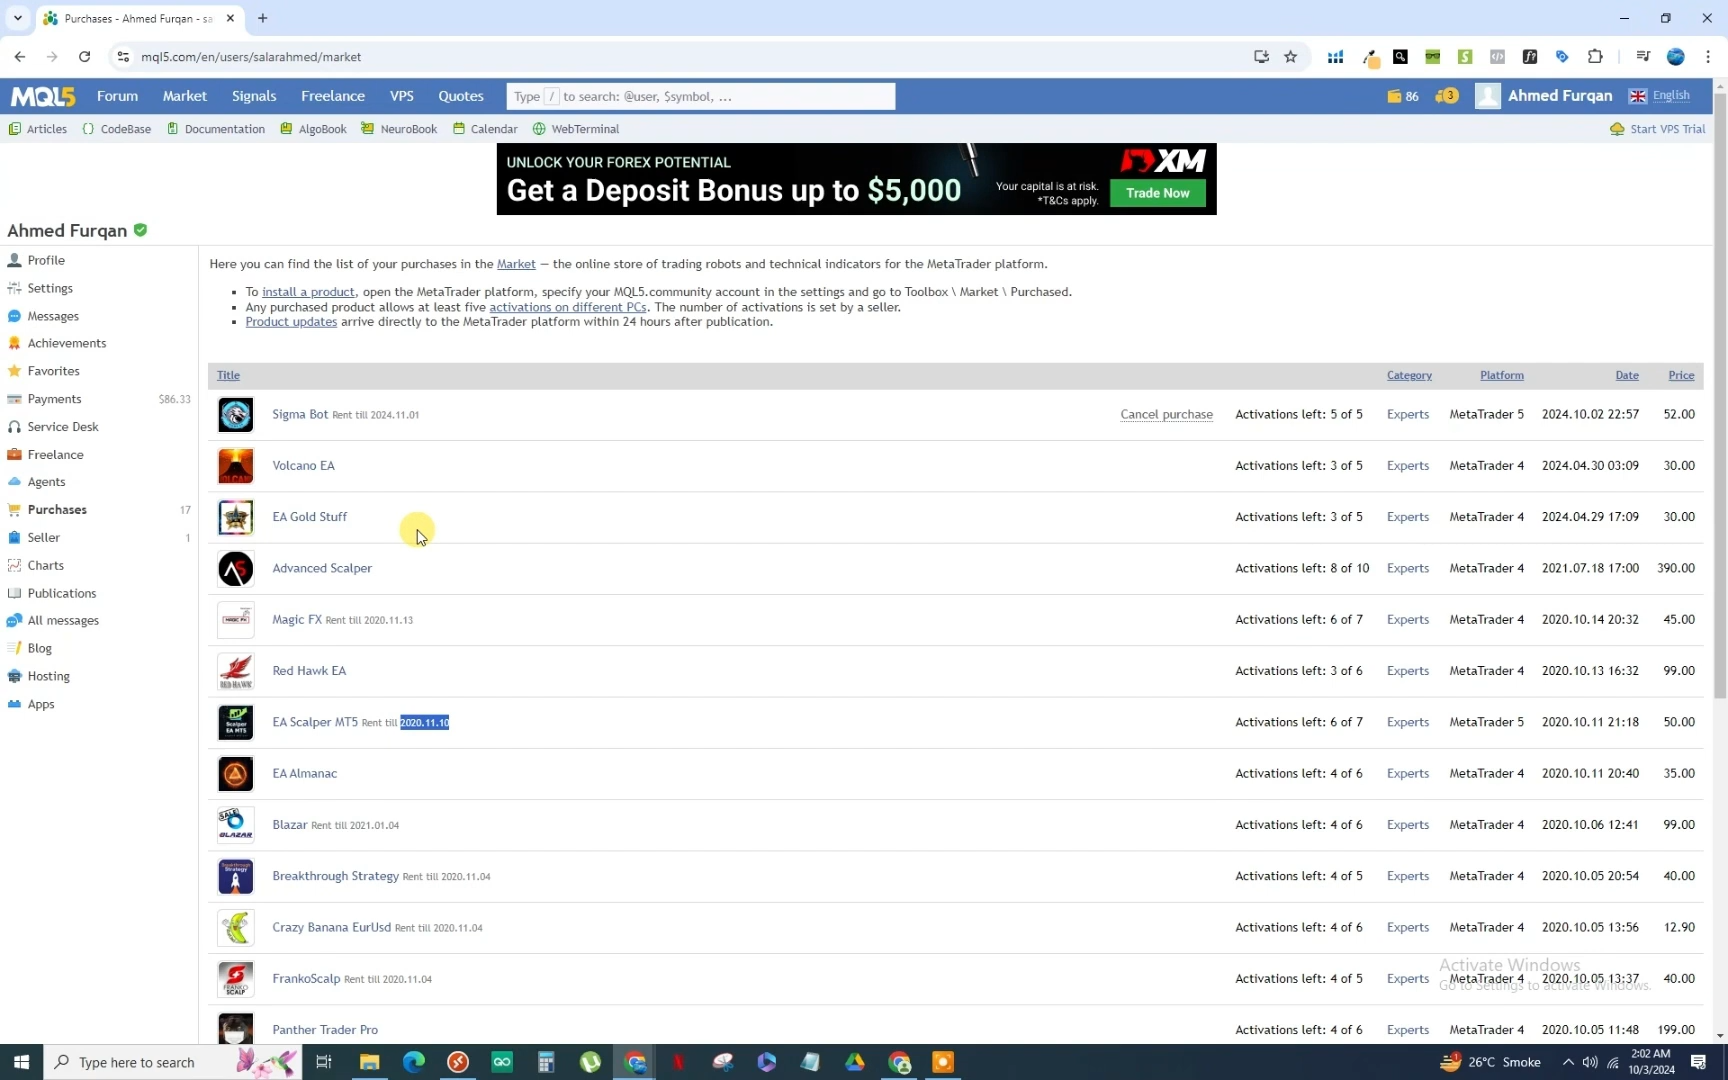 Purchases - Ahmed Furqan - sa
mql5.com/en/users/salarahmed/market
MQL5
Forum
Market
Signals
Freelance
VPS
Quotes
Type / to search: @user, $symbol, ...
86
3
Ahmed Furqan
English
Articles
CodeBase
Documentation
AlgoBook
NeuroBook
Calendar
WebTerminal
Start VPS Trial
UNLOCK YOUR FOREX POTENTIAL
Get a Deposit Bonus up to $5,000
Your capital is at risk.
*T&Cs apply.
XM
Trade Now
Ahmed Furqan
Profile
Settings
Messages
Achievements
Favorites
Payments $86.33
Service Desk
Freelance
Agents
Purchases 17
Seller 1
Charts
Publications
All messages
Blog
Hosting
Apps
Here you can find the list of your purchases in the Market — the online store of trading robots and technical indicators for the MetaTrader platform.
To install a product, open the MetaTrader platform, specify your MQL5.community account in the settings and go to Toolbox \ Market \ Purchased.
Any purchased product allows at least five activations on different PCs. The number of activations is set by a seller.
Product updates arrive directly to the MetaTrader platform within 24 hours after publication.
Title Category Platform Date Price
Sigma Bot Rent till 2024.11.01 Cancel purchase Activations left: 5 of 5 Experts MetaTrader 5 2024.10.02 22:57 52.00
Volcano EA Activations left: 3 of 5 Experts MetaTrader 4 2024.04.30 03:09 30.00
EA Gold Stuff Activations left: 3 of 5 Experts MetaTrader 4 2024.04.29 17:09 30.00
Advanced Scalper Activations left: 8 of 10 Experts MetaTrader 4 2021.07.18 17:00 390.00
Magic FX Rent till 2020.11.13 Activations left: 6 of 7 Experts MetaTrader 4 2020.10.14 20:32 45.00
Red Hawk EA Activations left: 3 of 6 Experts MetaTrader 4 2020.10.13 16:32 99.00
EA Scalper MT5 Rent till 2020.11.10 Activations left: 6 of 7 Experts MetaTrader 5 2020.10.11 21:18 50.00
EA Almanac Activations left: 4 of 6 Experts MetaTrader 4 2020.10.11 20:40 35.00
Blazar Rent till 2021.01.04 Activations left: 4 of 6 Experts MetaTrader 4 2020.10.06 12:41 99.00
Breakthrough Strategy Rent till 2020.11.04 Activations left: 4 of 5 Experts MetaTrader 4 2020.10.05 20:54 40.00
Crazy Banana EurUsd Rent till 2020.11.04 Activations left: 4 of 6 Experts MetaTrader 4 2020.10.05 13:56 12.90
FrankoScalp Rent till 2020.11.04 Activations left: 4 of 5 Experts MetaTrader 4 2020.10.05 13:37 40.00
Panther Trader Pro Activations left: 4 of 6 Experts MetaTrader 4 2020.10.05 11:48 199.00
Activate Windows
Go to Settings to activate Windows.
Type here to search
26°C Smoke
2:02 AM
10/3/2024